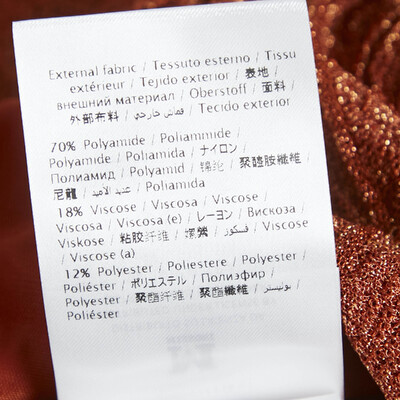 External fabric / Tessuto esterno / Tissu
extérieur / Tejido exterior / 表地 /
внешний материал / Oberstoff / 面料 /
外部布料 / قماش خارجي / Tecido exterior
70% Polyamide / Poliammide /
Polyamide / Poliamida / ナイロン /
Полиамид / Polyamid / 锦纶 / 聚醯胺纖維 /
尼龍 / عديد الأميد / Poliamida
18% Viscose / Viscosa / Viscose /
Viscosa / Viscosa (e) / レーヨン / Вискоза /
Viskose / 粘胶纤维 / 嫘縈 / فسكوز / Viscose
/ Viscose (a)
12% Polyester / Poliestere / Polyester /
Poliéster / ポリエステル / Полиэфир /
Polyester / 聚酯纤维 / 聚酯纖維 / بوليستر /
Poliéster